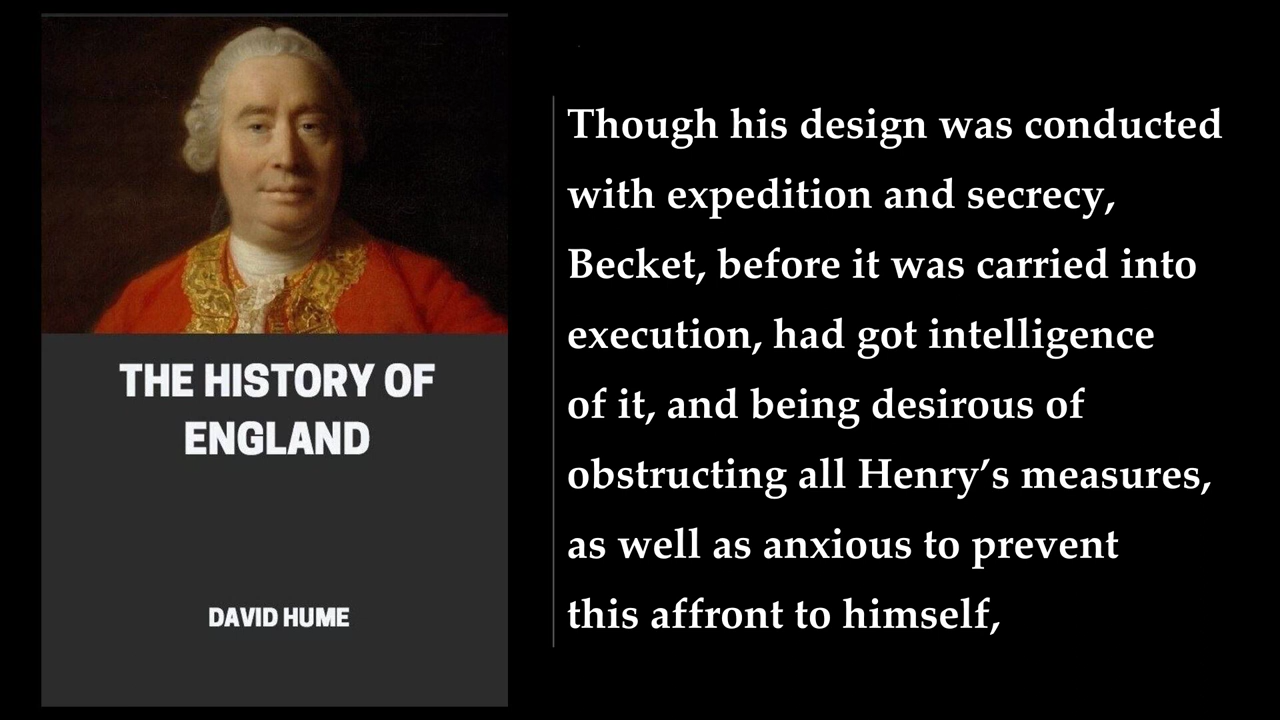 THE HISTORY OF
ENGLAND
DAVID HUME
Though his design was conducted
with expedition and secrecy,
Becket, before it was carried into
execution, had got intelligence
of it, and being desirous of
obstructing all Henry’s measures,
as well as anxious to prevent
this affront to himself,